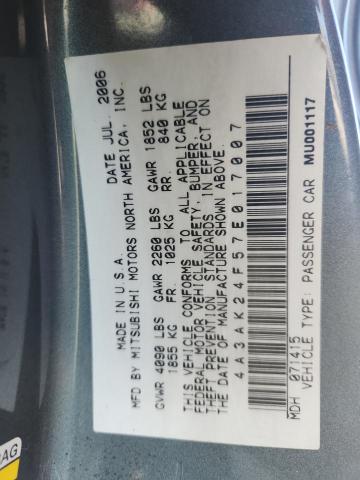 MADE IN U.S.A. DATE JUL. 2006
MITSUBISHI MOTORS NORTH AMERICA, INC.
GVWR 4090 LBS GAWR 2260 LBS GAWR 1852 LBS
1855 KG FR. 1025 KG RR. 840 KG
THIS VEHICLE CONFORMS TO ALL APPLICABLE
FEDERAL MOTOR VEHICLE SAFETY, BUMPER, AND
THEFT PREVENTION STANDARDS IN EFFECT ON
THE DATE OF MANUFACTURE SHOWN ABOVE.
4A3AK24F57E017007
MDH 071415
VEHICLE TYPE: PASSENGER CAR MU001117
AG